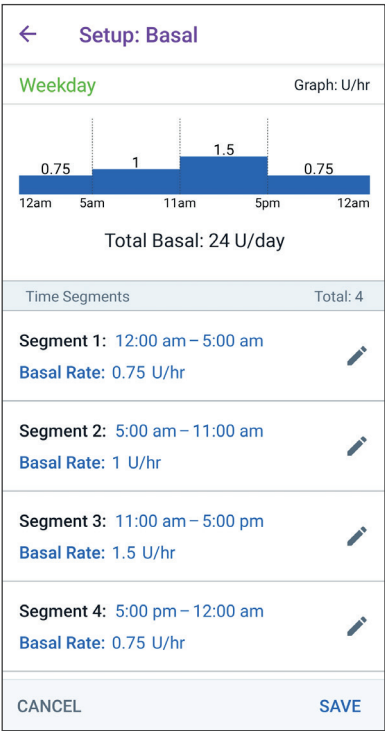 Setup: Basal
Weekday Graph: U/hr
0.75 1 1.5 0.75
12am 5am 11am 5pm 12am
Total Basal: 24 U/day
Time Segments Total: 4
Segment 1: 12:00 am – 5:00 am
Basal Rate: 0.75 U/hr
Segment 2: 5:00 am – 11:00 am
Basal Rate: 1 U/hr
Segment 3: 11:00 am – 5:00 pm
Basal Rate: 1.5 U/hr
Segment 4: 5:00 pm – 12:00 am
Basal Rate: 0.75 U/hr
CANCEL SAVE